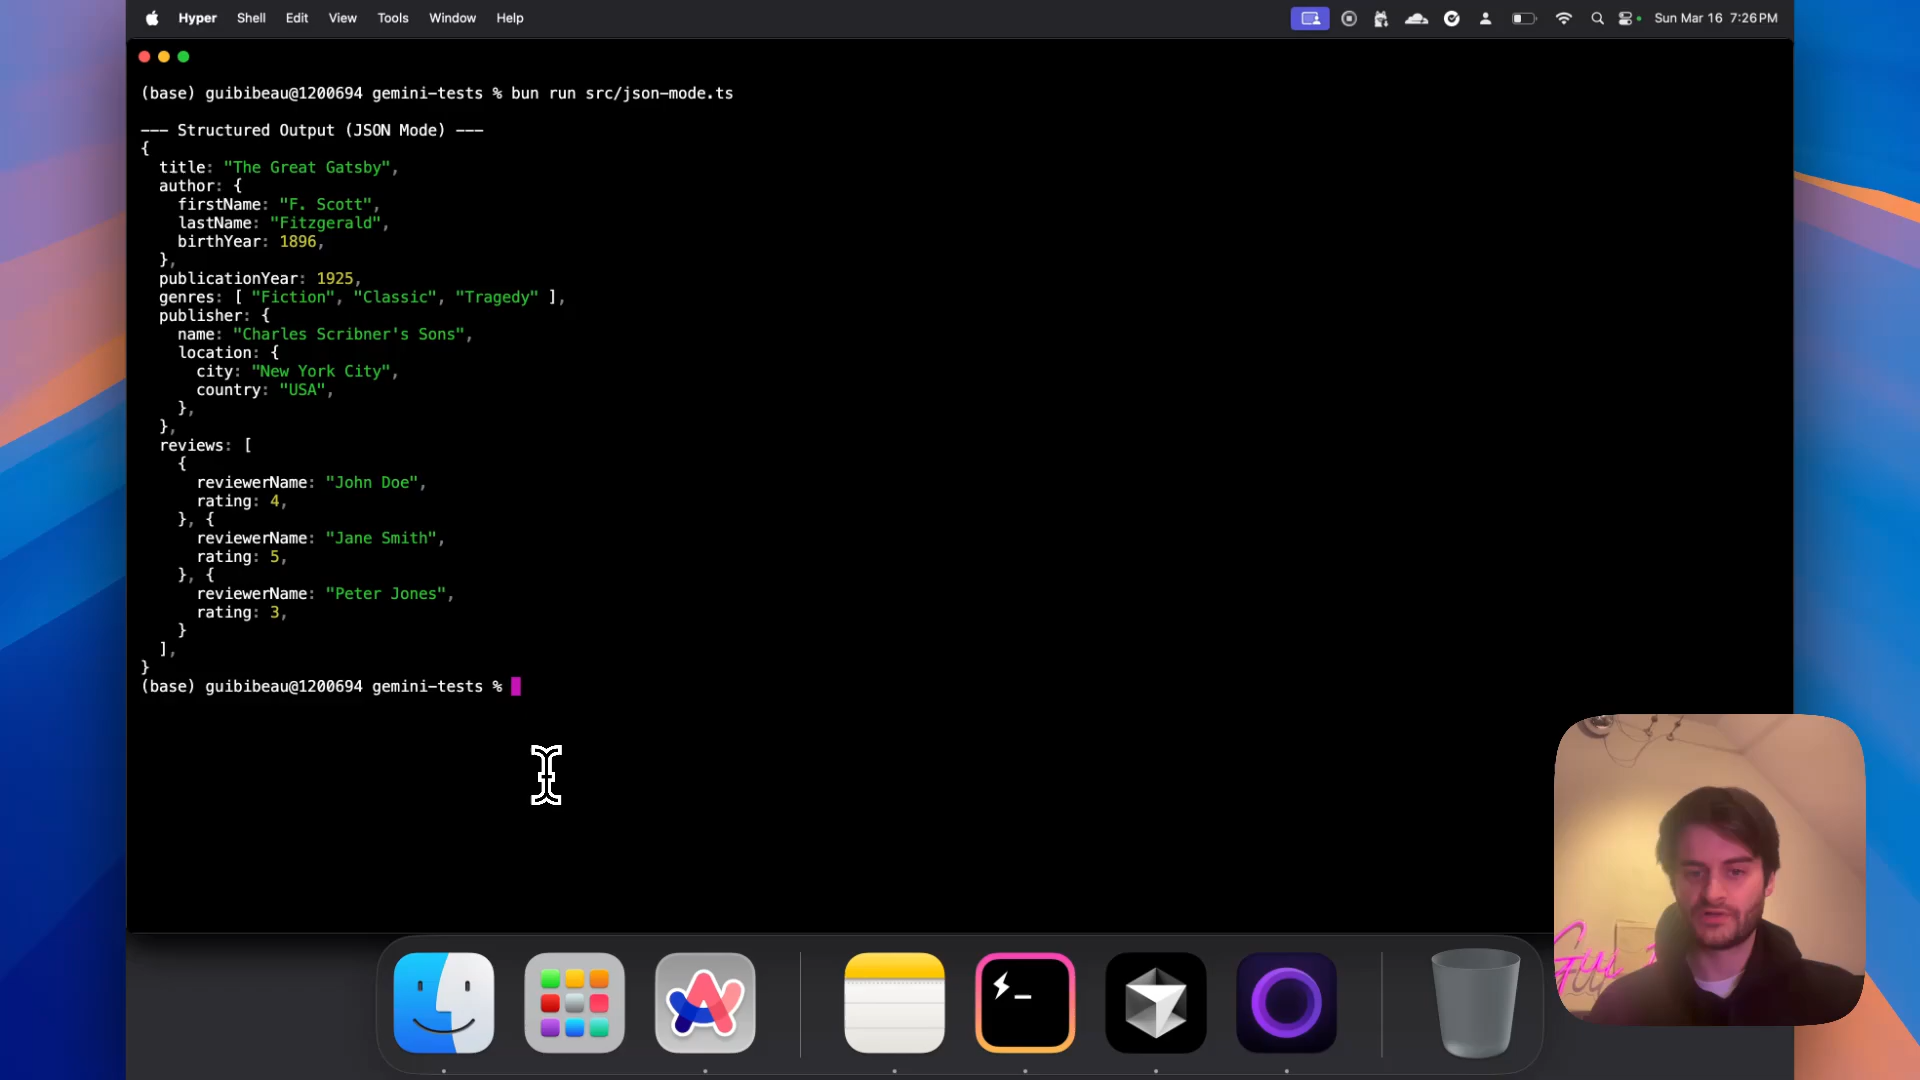 Hyper Shell Edit View Tools Window Help Sun Mar 16 7:26 PM
(base) guibibeau@1200694 gemini-tests % bun run src/json-mode.ts
--- Structured Output (JSON Mode) ---
{
title: "The Great Gatsby",
author: {
firstName: "F. Scott",
lastName: "Fitzgerald",
birthYear: 1896,
},
publicationYear: 1925,
genres: [ "Fiction", "Classic", "Tragedy" ],
publisher: {
name: "Charles Scribner's Sons",
location: {
city: "New York City",
country: "USA",
},
},
reviews: [
{
reviewerName: "John Doe",
rating: 4,
}, {
reviewerName: "Jane Smith",
rating: 5,
}, {
reviewerName: "Peter Jones",
rating: 3,
}
],
}
(base) guibibeau@1200694 gemini-tests %